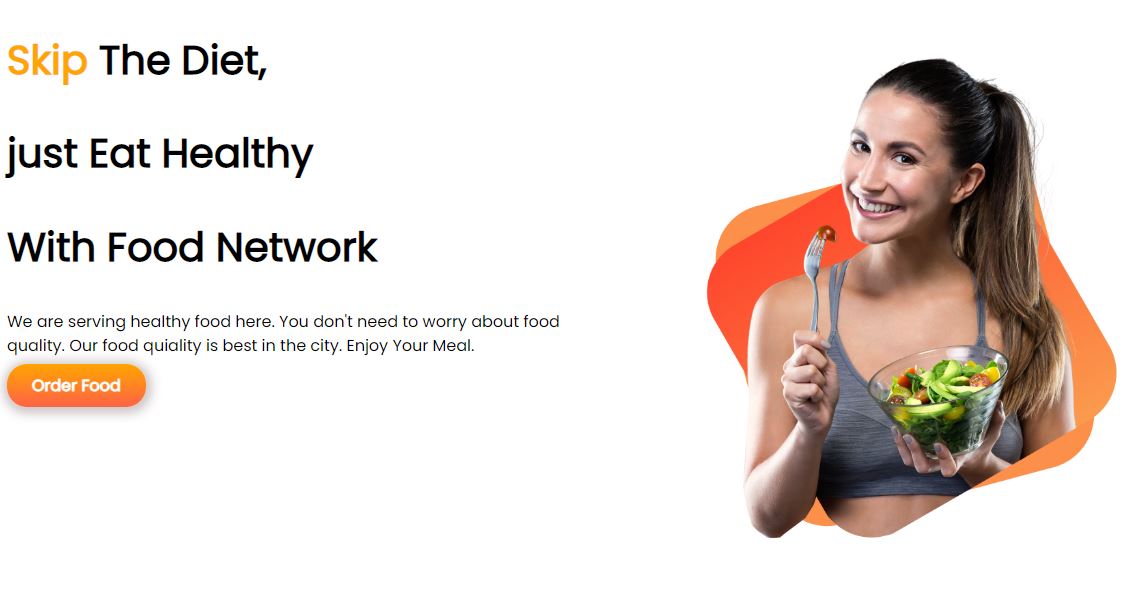 Skip The Diet,
just Eat Healthy
With Food Network
We are serving healthy food here. You don't need to worry about food
quality. Our food quiality is best in the city. Enjoy Your Meal.
Order Food